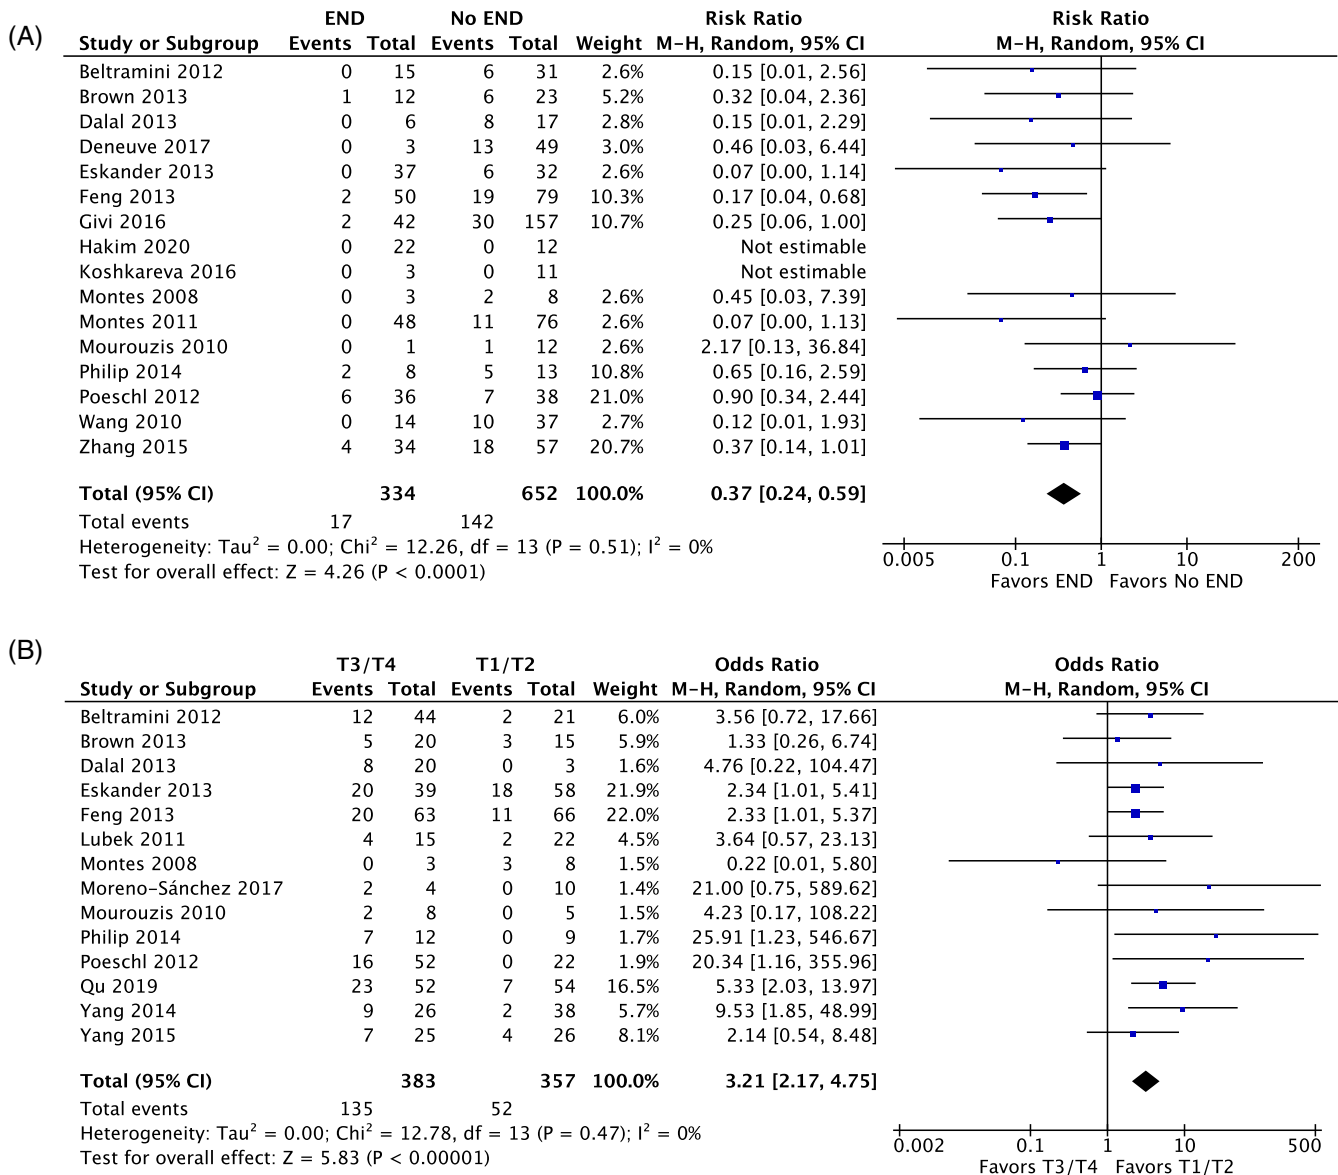 (A)
END No END Risk Ratio Risk Ratio
Study or Subgroup Events Total Events Total Weight M-H, Random, 95% CI M-H, Random, 95% CI
Beltramini 2012 0 15 6 31 2.6% 0.15 [0.01, 2.56]
Brown 2013 1 12 6 23 5.2% 0.32 [0.04, 2.36]
Dalal 2013 0 6 8 17 2.8% 0.15 [0.01, 2.29]
Deneuve 2017 0 3 13 49 3.0% 0.46 [0.03, 6.44]
Eskander 2013 0 37 6 32 2.6% 0.07 [0.00, 1.14]
Feng 2013 2 50 19 79 10.3% 0.17 [0.04, 0.68]
Givi 2016 2 42 30 157 10.7% 0.25 [0.06, 1.00]
Hakim 2020 0 22 0 12 Not estimable
Koshkareva 2016 0 3 0 11 Not estimable
Montes 2008 0 3 2 8 2.6% 0.45 [0.03, 7.39]
Montes 2011 0 48 11 76 2.6% 0.07 [0.00, 1.13]
Mourouzis 2010 0 1 1 12 2.6% 2.17 [0.13, 36.84]
Philip 2014 2 8 5 13 10.8% 0.65 [0.16, 2.59]
Poeschl 2012 6 36 7 38 21.0% 0.90 [0.34, 2.44]
Wang 2010 0 14 10 37 2.7% 0.12 [0.01, 1.93]
Zhang 2015 4 34 18 57 20.7% 0.37 [0.14, 1.01]
Total (95% CI) 334 652 100.0% 0.37 [0.24, 0.59]
Total events 17 142
Heterogeneity: Tau² = 0.00; Chi² = 12.26, df = 13 (P = 0.51); I² = 0%
Test for overall effect: Z = 4.26 (P < 0.0001)
0.005 0.1 1 10 200
Favors END Favors No END
(B)
T3/T4 T1/T2 Odds Ratio Odds Ratio
Study or Subgroup Events Total Events Total Weight M-H, Random, 95% CI M-H, Random, 95% CI
Beltramini 2012 12 44 2 21 6.0% 3.56 [0.72, 17.66]
Brown 2013 5 20 3 15 5.9% 1.33 [0.26, 6.74]
Dalal 2013 8 20 0 3 1.6% 4.76 [0.22, 104.47]
Eskander 2013 20 39 18 58 21.9% 2.34 [1.01, 5.41]
Feng 2013 20 63 11 66 22.0% 2.33 [1.01, 5.37]
Lubek 2011 4 15 2 22 4.5% 3.64 [0.57, 23.13]
Montes 2008 0 3 3 8 1.5% 0.22 [0.01, 5.80]
Moreno-Sánchez 2017 2 4 0 10 1.4% 21.00 [0.75, 589.62]
Mourouzis 2010 2 8 0 5 1.5% 4.23 [0.17, 108.22]
Philip 2014 7 12 0 9 1.7% 25.91 [1.23, 546.67]
Poeschl 2012 16 52 0 22 1.9% 20.34 [1.16, 355.96]
Qu 2019 23 52 7 54 16.5% 5.33 [2.03, 13.97]
Yang 2014 9 26 2 38 5.7% 9.53 [1.85, 48.99]
Yang 2015 7 25 4 26 8.1% 2.14 [0.54, 8.48]
Total (95% CI) 383 357 100.0% 3.21 [2.17, 4.75]
Total events 135 52
Heterogeneity: Tau² = 0.00; Chi² = 12.78, df = 13 (P = 0.47); I² = 0%
Test for overall effect: Z = 5.83 (P < 0.00001)
0.002 0.1 1 10 500
Favors T3/T4 Favors T1/T2